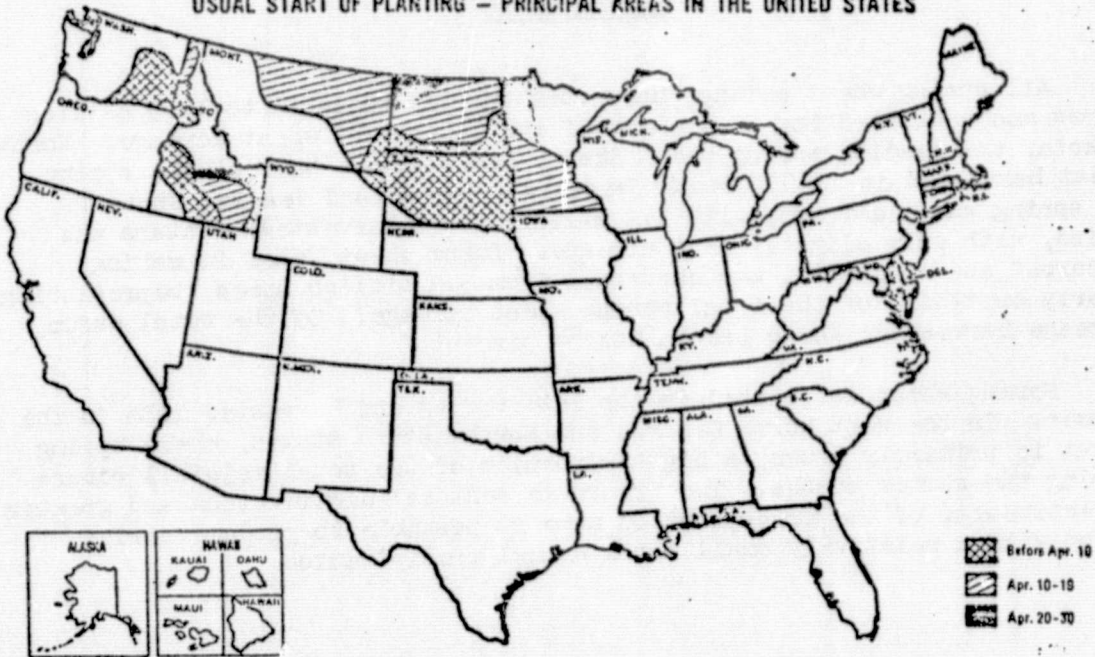 USUAL START OF PLANTING – PRINCIPAL AREAS IN THE UNITED STATES
WASH.
MONT.
OREG.
WYO.
CALIF.
NEV.
UTAH
COLO.
ARIZ.
N.MEX.
NEBR.
KANS.
OKLA.
TEX.
IOWA
MO.
ARK.
LA.
WIS.
MICH.
ILL.
IND.
OHIO
KY.
TENN.
MISC.
ALA.
GA.
FLA.
S.C.
N.C.
VA.
W.VA.
MD.
DEL.
PA.
N.Y.
VT.
N.H.
MASS.
R.I.
MAINE
ALASKA
HAWAII
KAUAI
OAHU
MAUI
HAWAII
Before Apr. 10
Apr. 10-19
Apr. 20-30